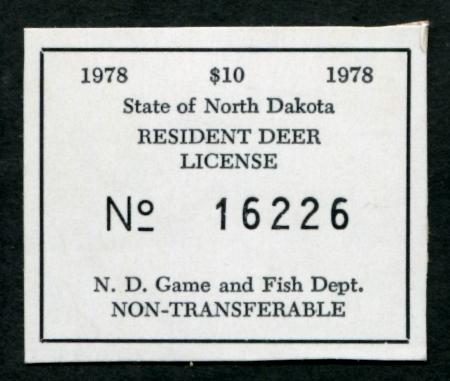 1978 $10 1978
State of North Dakota
RESIDENT DEER
LICENSE
Nº 16226
N. D. Game and Fish Dept.
NON-TRANSFERABLE